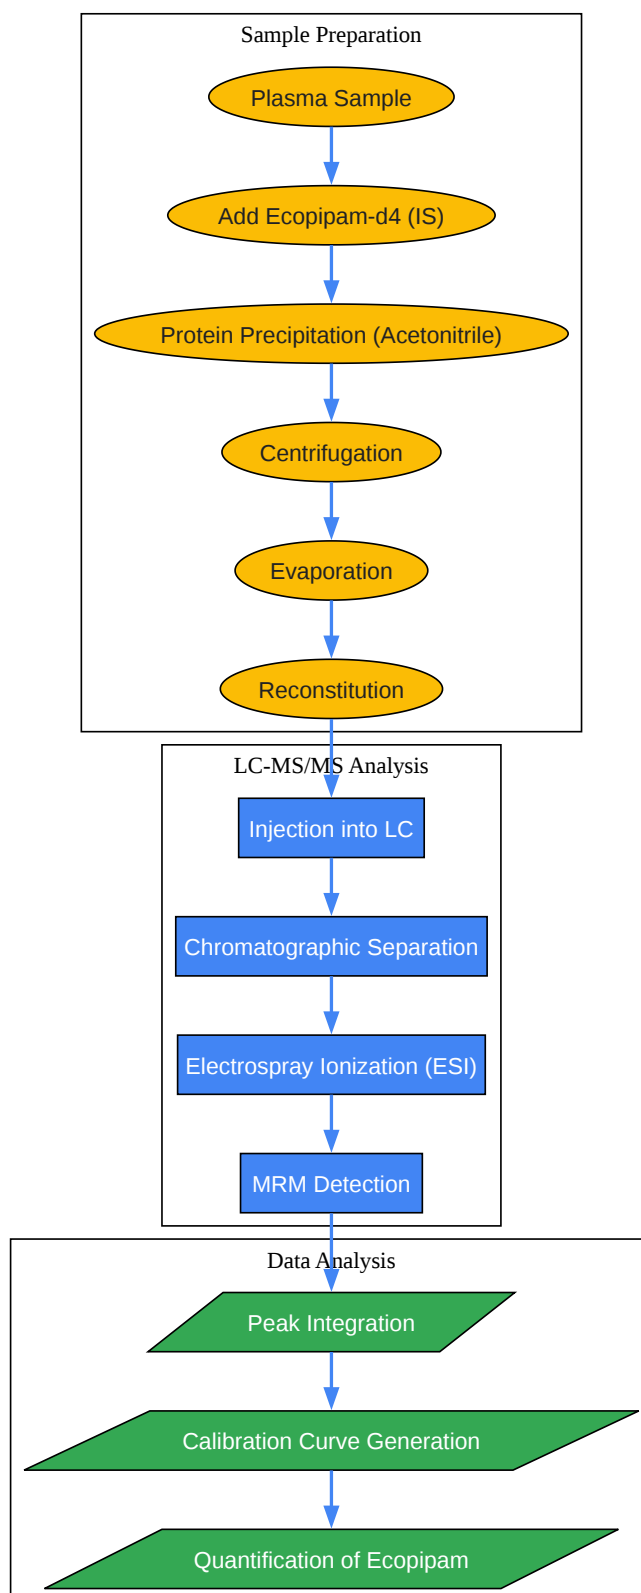 Sample Preparation
Plasma Sample
Add Ecopipam-d4 (IS)
Protein Precipitation (Acetonitrile)
Centrifugation
Evaporation
Reconstitution
LC-MS/MS Analysis
Injection into LC
Chromatographic Separation
Electrospray Ionization (ESI)
MRM Detection
Data Analysis
Peak Integration
Calibration Curve Generation
Quantification of Ecopipam